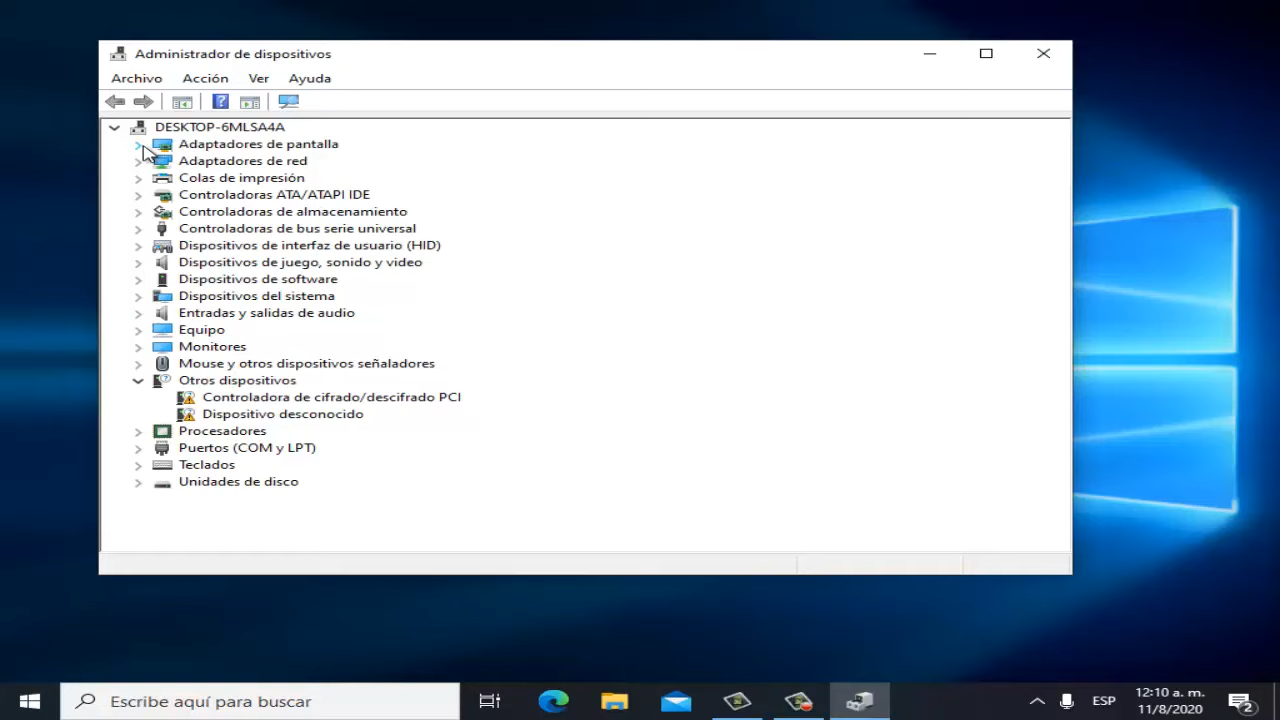 Administrador de dispositivos
Archivo Acción Ver Ayuda
DESKTOP-6MLSA4A
Adaptadores de pantalla
Adaptadores de red
Colas de impresión
Controladoras ATA/ATAPI IDE
Controladoras de almacenamiento
Controladoras de bus serie universal
Dispositivos de interfaz de usuario (HID)
Dispositivos de juego, sonido y video
Dispositivos de software
Dispositivos del sistema
Entradas y salidas de audio
Equipo
Monitores
Mouse y otros dispositivos señaladores
Otros dispositivos
Controladora de cifrado/descifrado PCI
Dispositivo desconocido
Procesadores
Puertos (COM y LPT)
Teclados
Unidades de disco
Escribe aquí para buscar
ESP
12:10 a. m.
11/8/2020
2